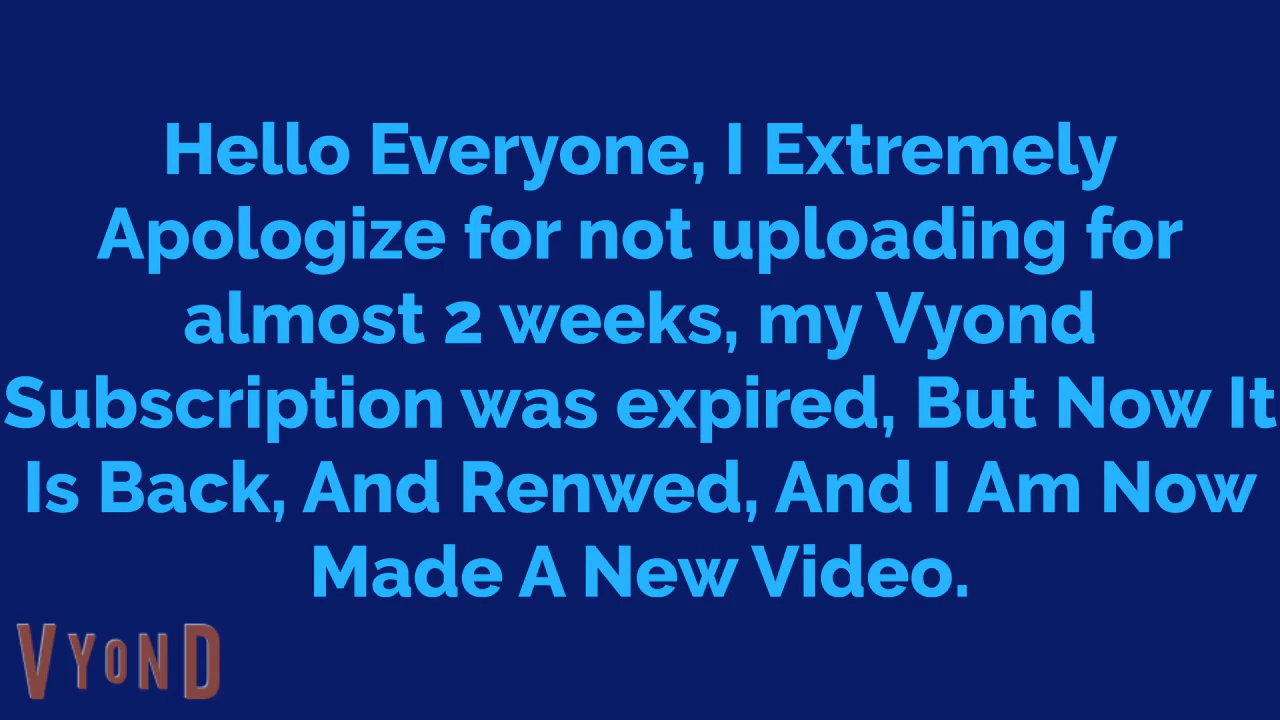 Hello Everyone, I Extremely
Apologize for not uploading for
almost 2 weeks, my Vyond
Subscription was expired, But Now It
Is Back, And Renwed, And I Am Now
Made A New Video.
VYOND